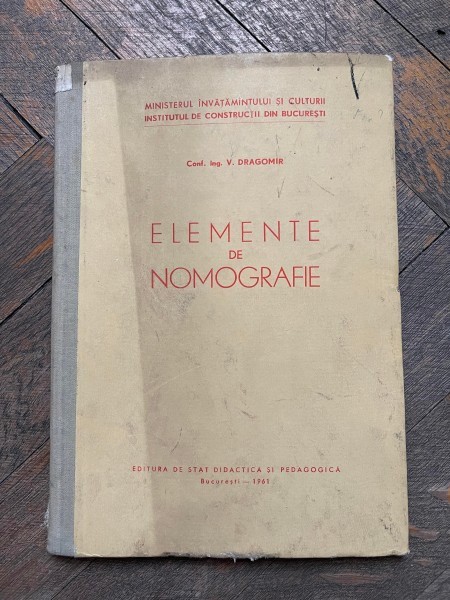 MINISTERUL ÎNVĂȚĂMÎNTULUI ȘI CULTURII
INSTITUTUL DE CONSTRUCȚII DIN BUCUREȘTI
Conf. Ing. V. DRAGOMIR
ELEMENTE
DE
NOMOGRAFIE
EDITURA DE STAT DIDACTICĂ ȘI PEDAGOGICĂ
București — 1961